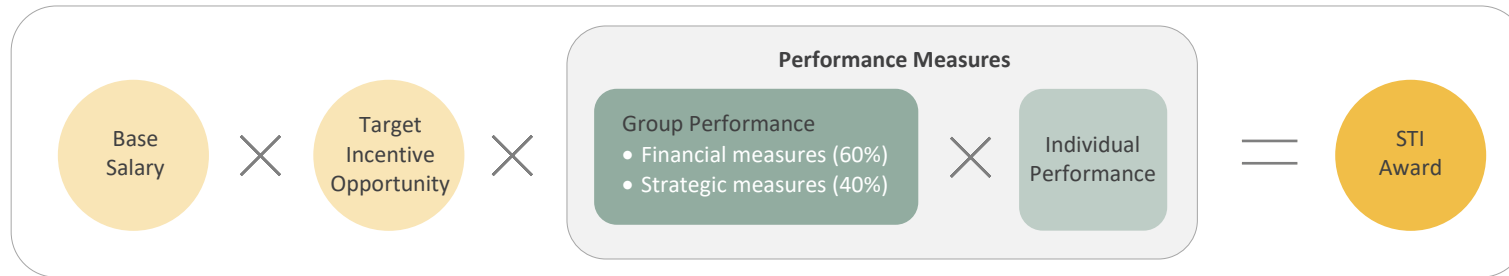 Performance Measures
Base
Salary
Target
Incentive
Opportunity
Group Performance
• Financial measures (60%)
• Strategic measures (40%)
Individual
Performance
STI
Award